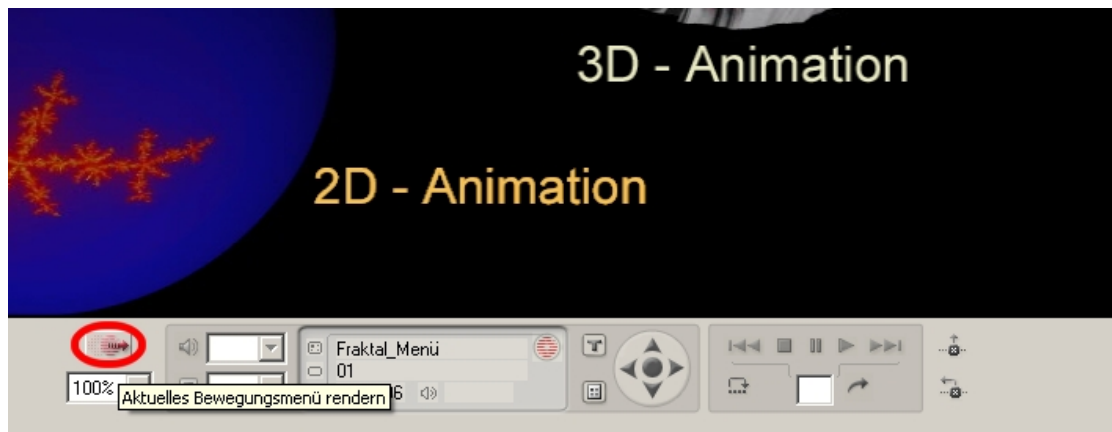 3D - Animation
2D - Animation
Fraktal_Menü
01
100%
6
Aktuelles Bewegungsmenü rendern